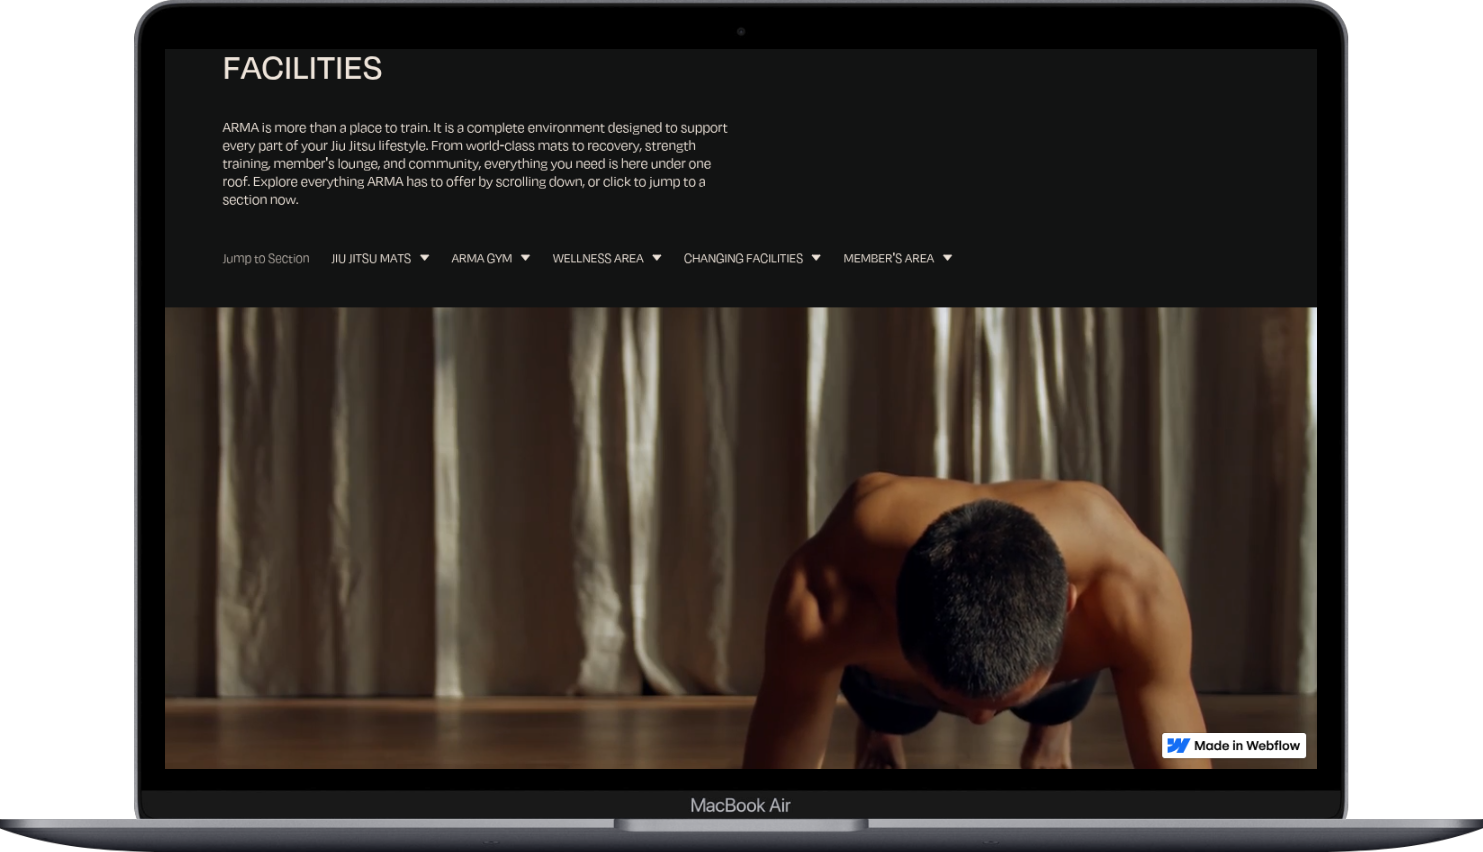 FACILITIES
ARMA is more than a place to train. It is a complete environment designed to support
every part of your Jiu Jitsu lifestyle. From world-class mats to recovery, strength
training, member's lounge, and community, everything you need is here under one
roof. Explore everything ARMA has to offer by scrolling down, or click to jump to a
section now.
Jump to Section JIU JITSU MATS ARMA GYM WELLNESS AREA CHANGING FACILITIES MEMBER'S AREA
Made in Webflow
MacBook Air